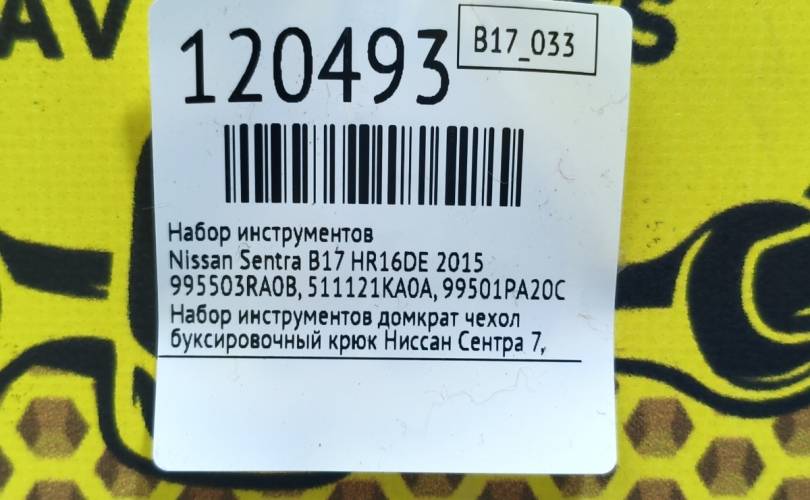 AV
S
120493
B17_033
Набор инструментов
Nissan Sentra B17 HR16DE 2015
995503RA0B, 511121KA0A, 99501PA20C
Набор инструментов домкрат чехол
буксировочный крюк Ниссан Сентра 7,